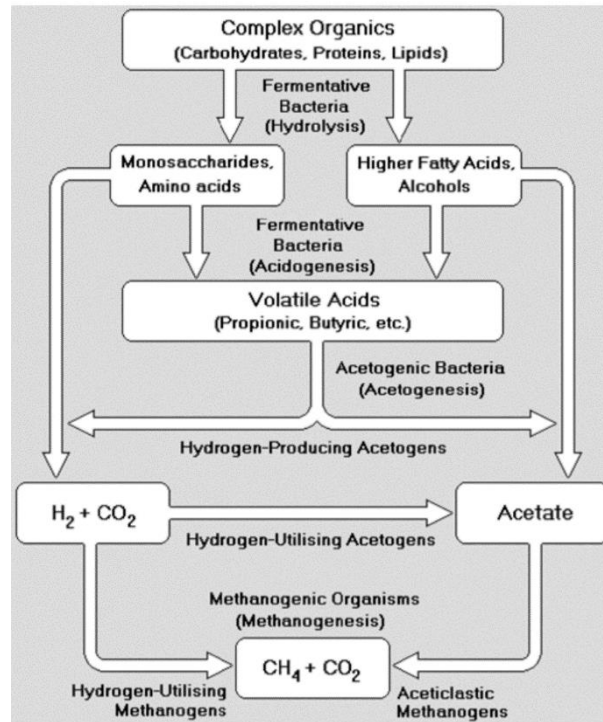 Complex Organics
(Carbohydrates, Proteins, Lipids)
Fermentative
Bacteria
(Hydrolysis)
Monosaccharides,
Amino acids
Higher Fatty Acids,
Alcohols
Fermentative
Bacteria
(Acidogenesis)
Volatile Acids
(Propionic, Butyric, etc.)
Acetogenic Bacteria
(Acetogenesis)
Hydrogen-Producing Acetogens
H₂ + CO₂
Acetate
Hydrogen-Utilising Acetogens
Methanogenic Organisms
(Methanogenesis)
CH₄ + CO₂
Hydrogen-Utilising
Methanogens
Aceticlastic
Methanogens